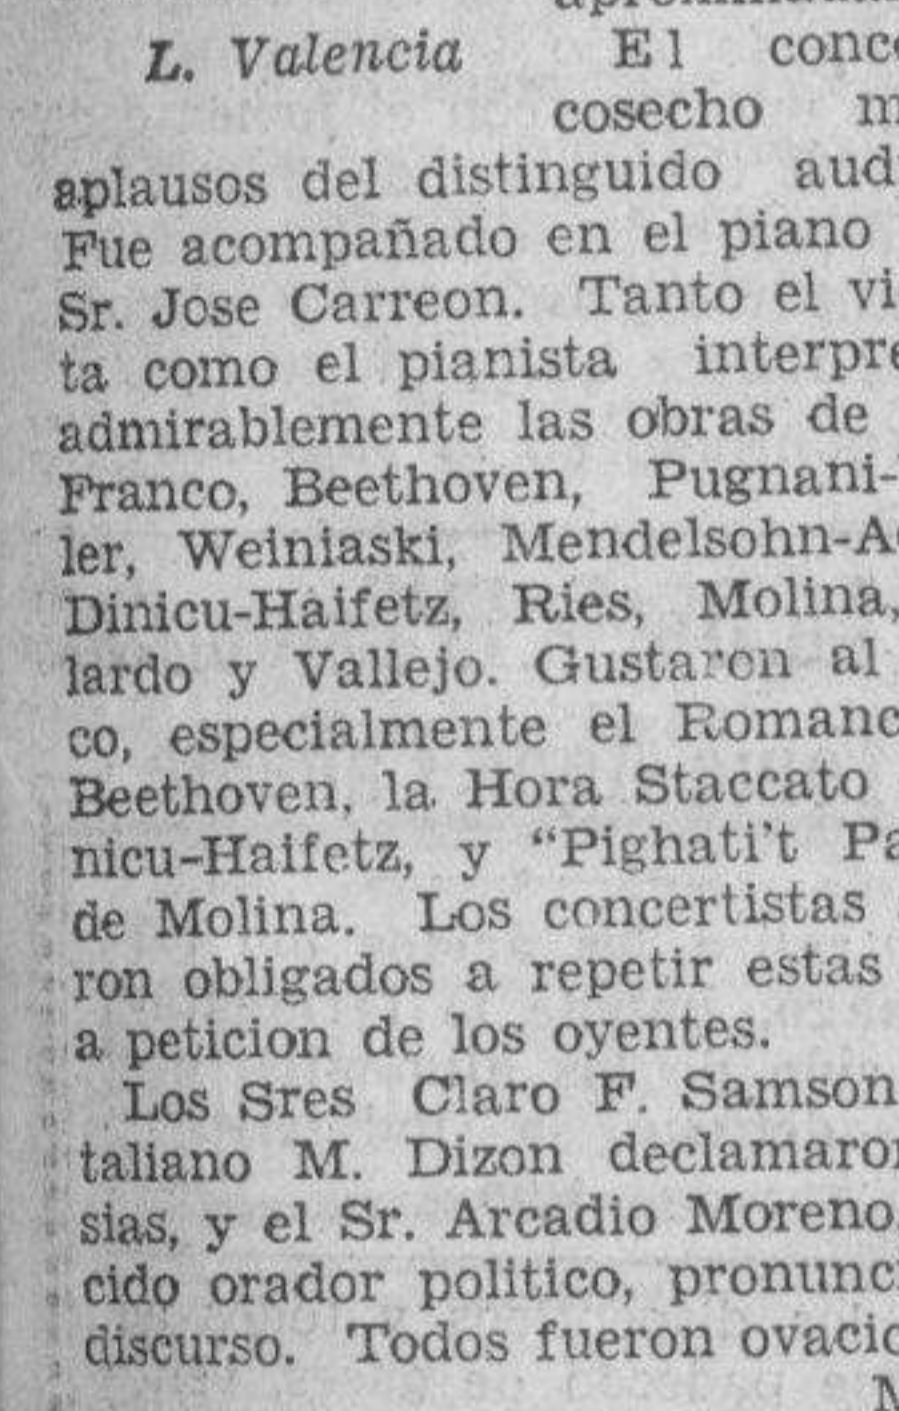 L. Valencia El conce
cosecho m
aplausos del distinguido aud
Fue acompañado en el piano
Sr. Jose Carreon. Tanto el vi
ta como el pianista interpre
admirablemente las obras de
Franco, Beethoven, Pugnani-
ler, Weiniaski, Mendelsohn-A
Dinicu-Haifetz, Ries, Molina,
lardo y Vallejo. Gustaron al
co, especialmente el Romanc
Beethoven, la Hora Staccato
nicu-Haifetz, y “Pighati't Pa
de Molina. Los concertistas
ron obligados a repetir estas
a peticion de los oyentes.
Los Sres Claro F. Samson
taliano M. Dizon declamaron
sias, y el Sr. Arcadio Moreno
cido orador politico, pronunc
discurso. Todos fueron ovacio